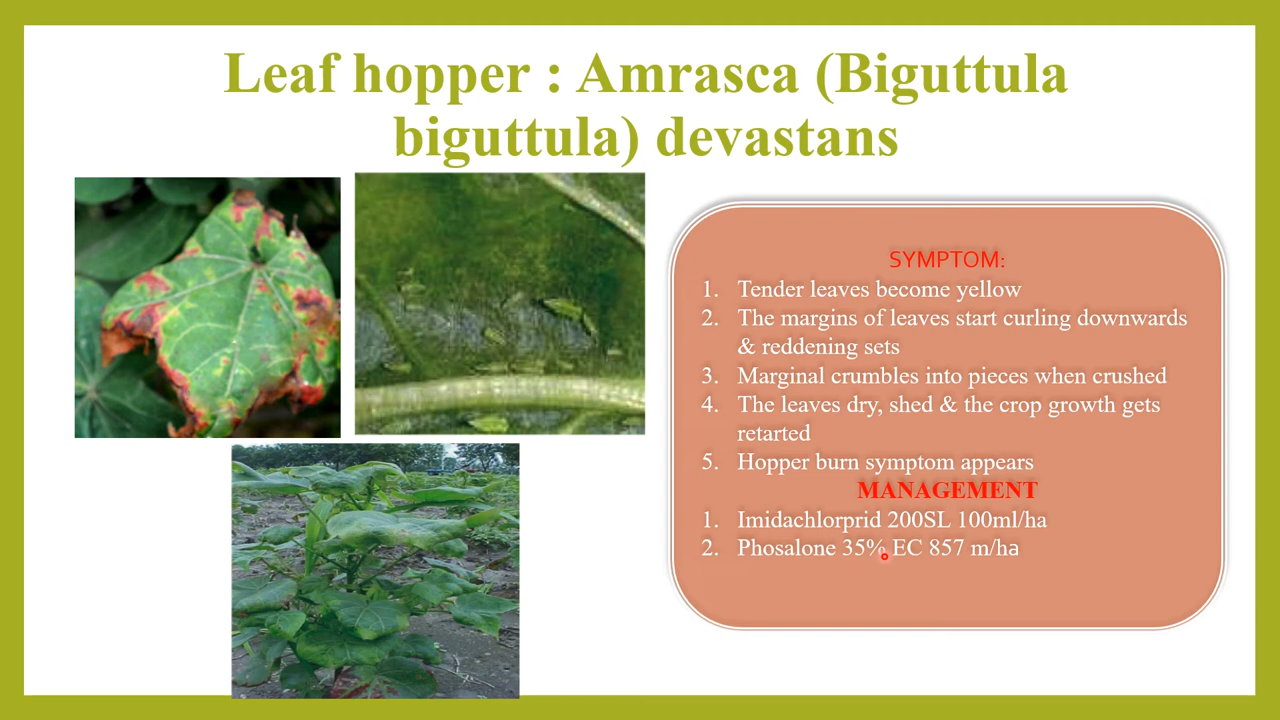 Leaf hopper : Amrasca (Biguttula
biguttula) devastans
SYMPTOM:
1. Tender leaves become yellow
2. The margins of leaves start curling downwards
& reddening sets
3. Marginal crumbles into pieces when crushed
4. The leaves dry, shed & the crop growth gets
retarted
5. Hopper burn symptom appears
MANAGEMENT
1. Imidachlorprid 200SL 100ml/ha
2. Phosalone 35% EC 857 m/ha